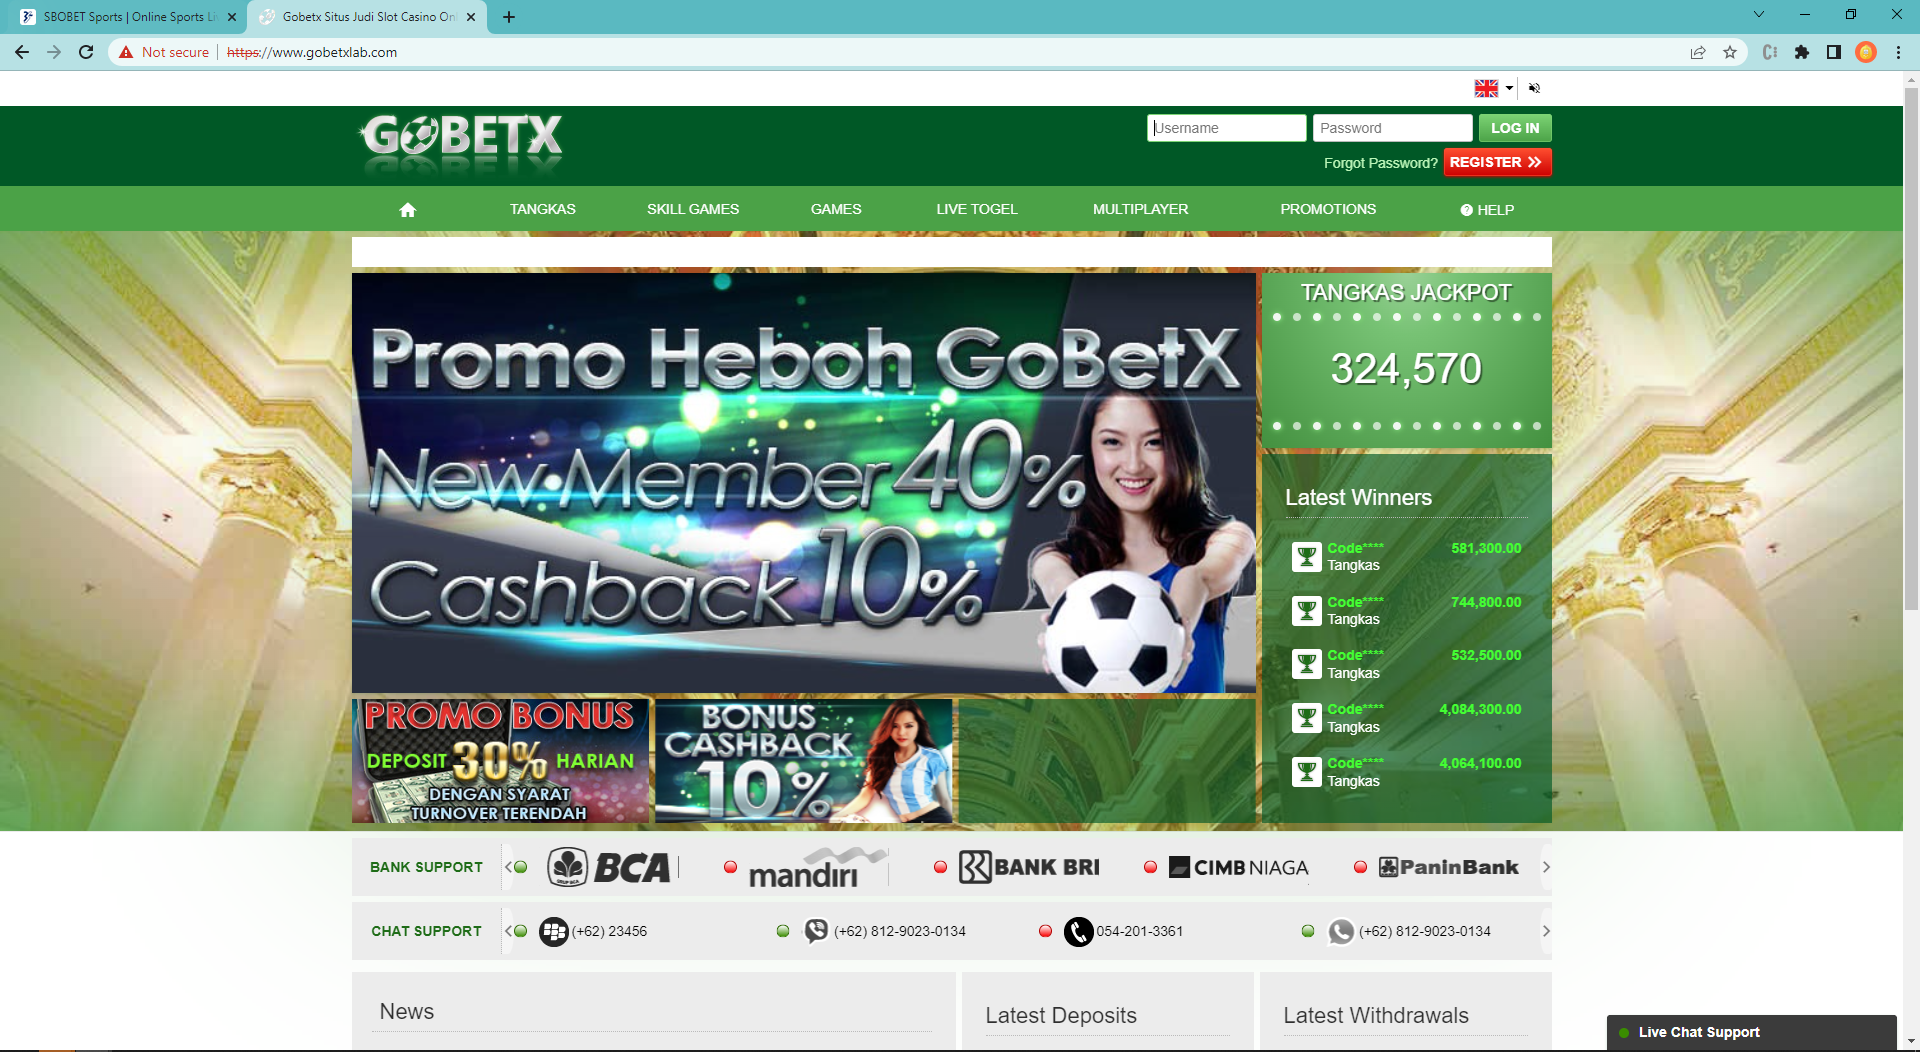 SBOBET Sports | Online Sports Li
Gobetx Situs Judi Slot Casino Onl
Not secure
https://www.gobetxlab.com
GOBETX
Username
Password
LOG IN
Forgot Password?
REGISTER
TANGKAS
SKILL GAMES
GAMES
LIVE TOGEL
MULTIPLAYER
PROMOTIONS
HELP
Promo Heboh GoBetX
New Member 40%
Cashback 10%
TANGKAS JACKPOT
324,570
Latest Winners
Code**** 581,300.00
Tangkas
Code**** 744,800.00
Tangkas
Code**** 532,500.00
Tangkas
Code**** 4,084,300.00
Tangkas
Code**** 4,064,100.00
Tangkas
PROMO BONUS
DEPOSIT 30% HARIAN
DENGAN SYARAT
TURNOVER TERENDAH
BONUS
CASHBACK
10%
BANK SUPPORT
BCA
mandiri
BANK BRI
CIMB NIAGA
PaninBank
CHAT SUPPORT
(+62) 23456
(+62) 812-9023-0134
054-201-3361
(+62) 812-9023-0134
News
Latest Deposits
Latest Withdrawals
Live Chat Support